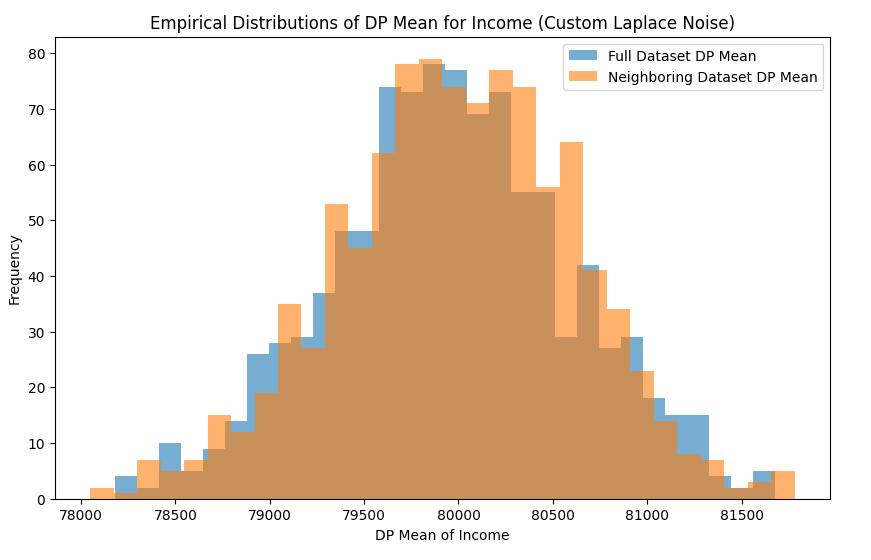 Empirical Distributions of DP Mean for Income (Custom Laplace Noise)
Full Dataset DP Mean
Neighboring Dataset DP Mean
80
70
60
50
40
30
20
10
0
Frequency
78000 78500 79000 79500 80000 80500 81000 81500
DP Mean of Income